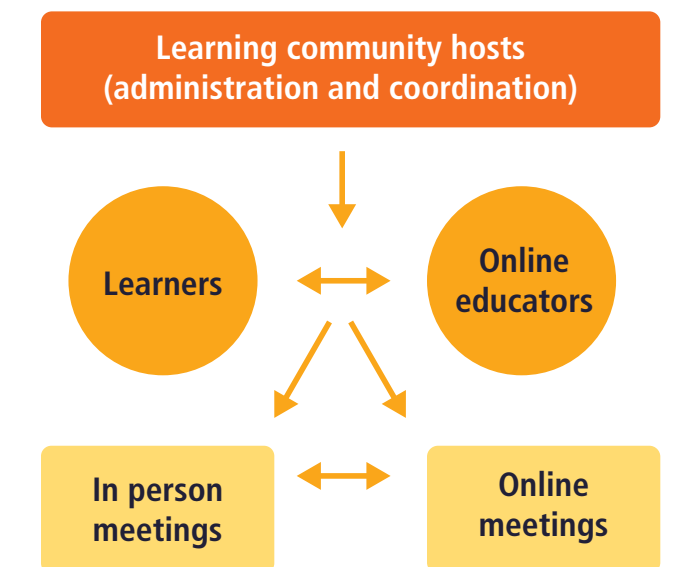 Learning community hosts
(administration and coordination)
Learners
Online
educators
In person
meetings
Online
meetings